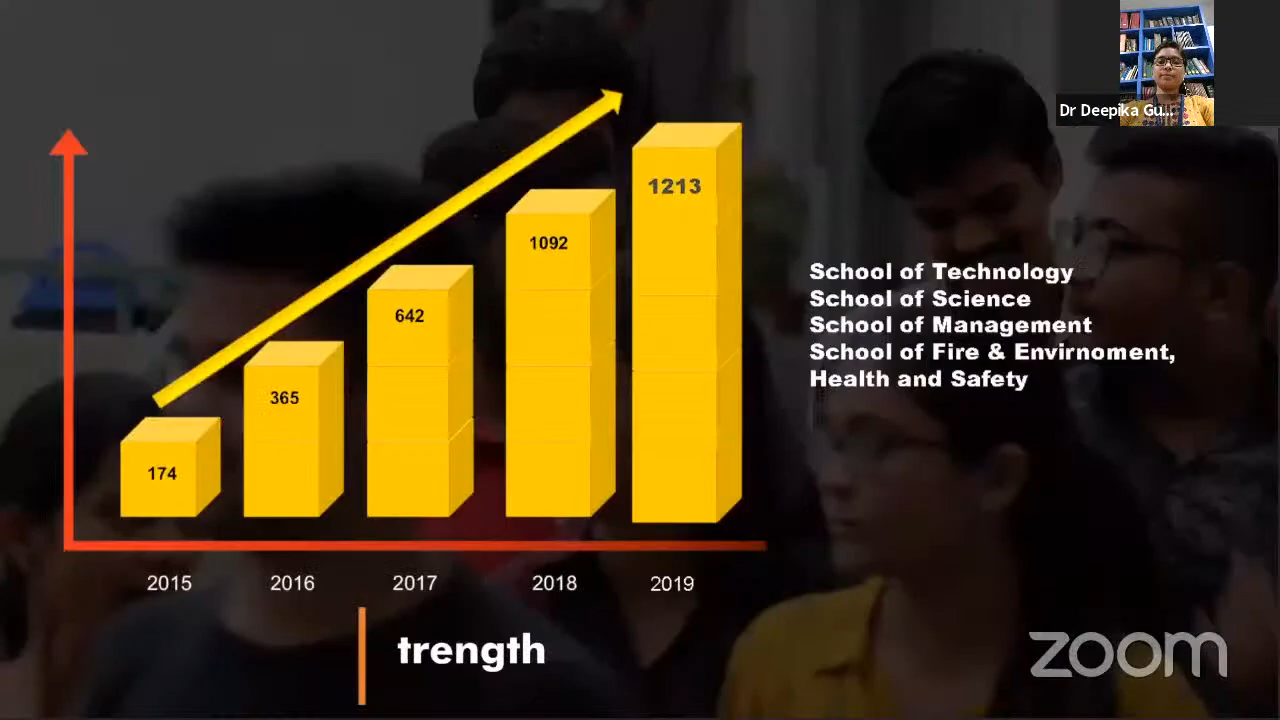 Dr Deepika Gu...
1213
1092
642
365
174
School of Technology
School of Science
School of Management
School of Fire & Envirnoment,
Health and Safety
2015 2016 2017 2018 2019
trength
zoom